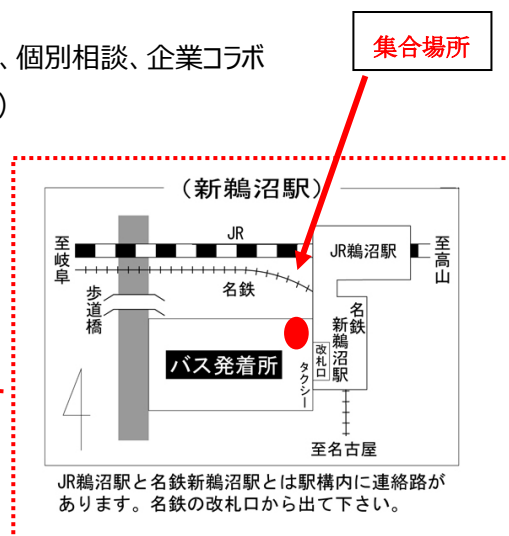 、個別相談、企業コラボ
)
集合場所
(新鵜沼駅)
至岐阜
JR
JR鵜沼駅
至高山
名鉄
歩道橋
名鉄
新鵜沼駅
改札口
バス発着所
タクシー
至名古屋
JR鵜沼駅と名鉄新鵜沼駅とは駅構内に連絡路が
あります。名鉄の改札口から出て下さい。